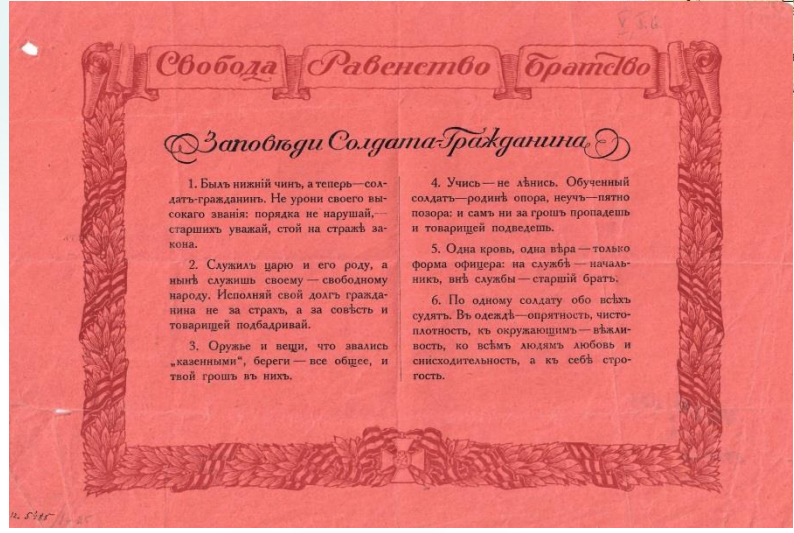 Свобода Равенство Братство
Заповѣди Солдата-Гражданина
1. Былъ нижній чинъ, а теперь—сол-
датъ-гражданинъ. Не урони своего вы-
сокаго званія: порядка не нарушай,—
старшихъ уважай, стой на стражѣ за-
кона.
2. Служилъ царю и его роду, а
нынѣ служишь своему — свободному
народу. Исполняй свой долгъ гражда-
нина не за страхъ, а за совѣсть и
товарищей подбадривай.
3. Оружье и вещи, что звались
„казенными“, береги — все общее, и
твой грошъ въ нихъ.
4. Учись — не лѣнись. Обученный
солдатъ—родинѣ опора, неучъ—пятно
позора: и самъ ни за грошъ пропадешь
и товарищей подведешь.
5. Одна кровь, одна вѣра — только
форма офицера: на службѣ — началь-
никъ, внѣ службы — старшій братъ.
6. По одному солдату обо всѣхъ
судятъ. Въ одеждѣ—опрятность, чисто-
плотность, къ окружающимъ — вѣжли-
вость, ко всѣмъ людямъ любовь и
снисходительность, а къ себѣ стро-
гость.